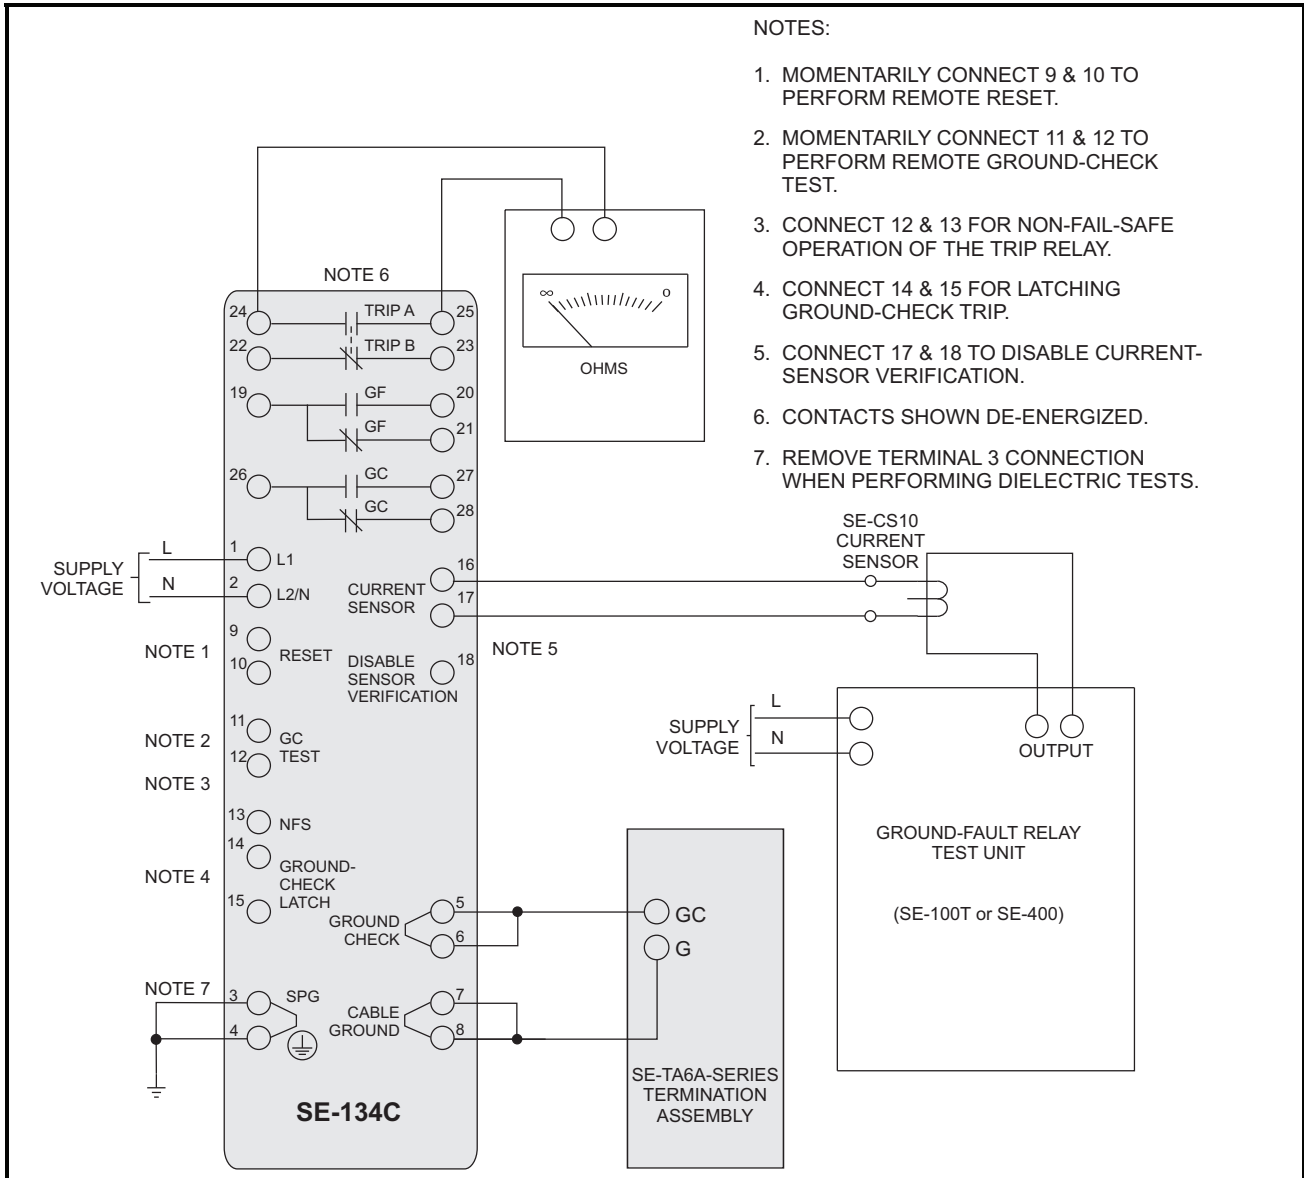 NOTES:
1. MOMENTARILY CONNECT 9 & 10 TO
PERFORM REMOTE RESET.
2. MOMENTARILY CONNECT 11 & 12 TO
PERFORM REMOTE GROUND-CHECK
TEST.
3. CONNECT 12 & 13 FOR NON-FAIL-SAFE
OPERATION OF THE TRIP RELAY.
4. CONNECT 14 & 15 FOR LATCHING
GROUND-CHECK TRIP.
5. CONNECT 17 & 18 TO DISABLE CURRENT-
SENSOR VERIFICATION.
6. CONTACTS SHOWN DE-ENERGIZED.
7. REMOVE TERMINAL 3 CONNECTION
WHEN PERFORMING DIELECTRIC TESTS.
NOTE 6
24
TRIP A
25
22
TRIP B
23
19
GF
20
GF
21
26
GC
27
GC
28
∞
0
OHMS
SUPPLY
VOLTAGE
L
N
1
L1
2
L2/N
CURRENT
SENSOR
16
17
SE-CS10
CURRENT
SENSOR
NOTE 1
9
10
RESET
DISABLE
SENSOR
VERIFICATION
18
NOTE 5
NOTE 2
11
12
GC
TEST
NOTE 3
13
NFS
NOTE 4
14
15
GROUND-
CHECK
LATCH
GROUND
CHECK
5
6
NOTE 7
3
4
SPG
CABLE
GROUND
7
8
SE-134C
GC
G
SE-TA6A-SERIES
TERMINATION
ASSEMBLY
SUPPLY
VOLTAGE
L
N
OUTPUT
GROUND-FAULT RELAY
TEST UNIT
(SE-100T or SE-400)